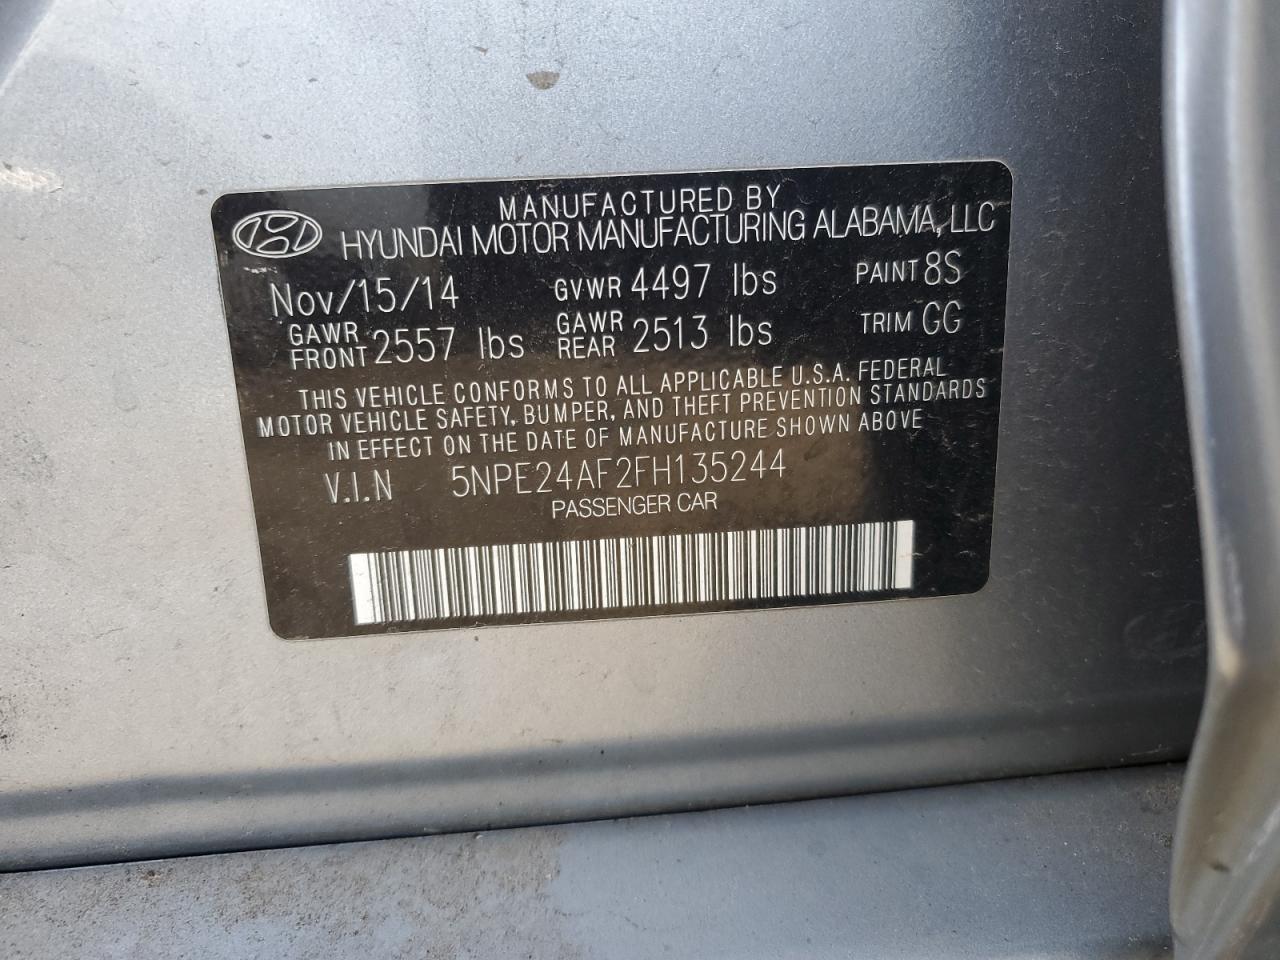 MANUFACTURED BY
HYUNDAI MOTOR MANUFACTURING ALABAMA, LLC
Nov/15/14 GVWR 4497 lbs PAINT 8S
GAWR FRONT 2557 lbs GAWR REAR 2513 lbs TRIM GG
THIS VEHICLE CONFORMS TO ALL APPLICABLE U.S.A. FEDERAL
MOTOR VEHICLE SAFETY, BUMPER, AND THEFT PREVENTION STANDARDS
IN EFFECT ON THE DATE OF MANUFACTURE SHOWN ABOVE
V.I.N 5NPE24AF2FH135244
PASSENGER CAR